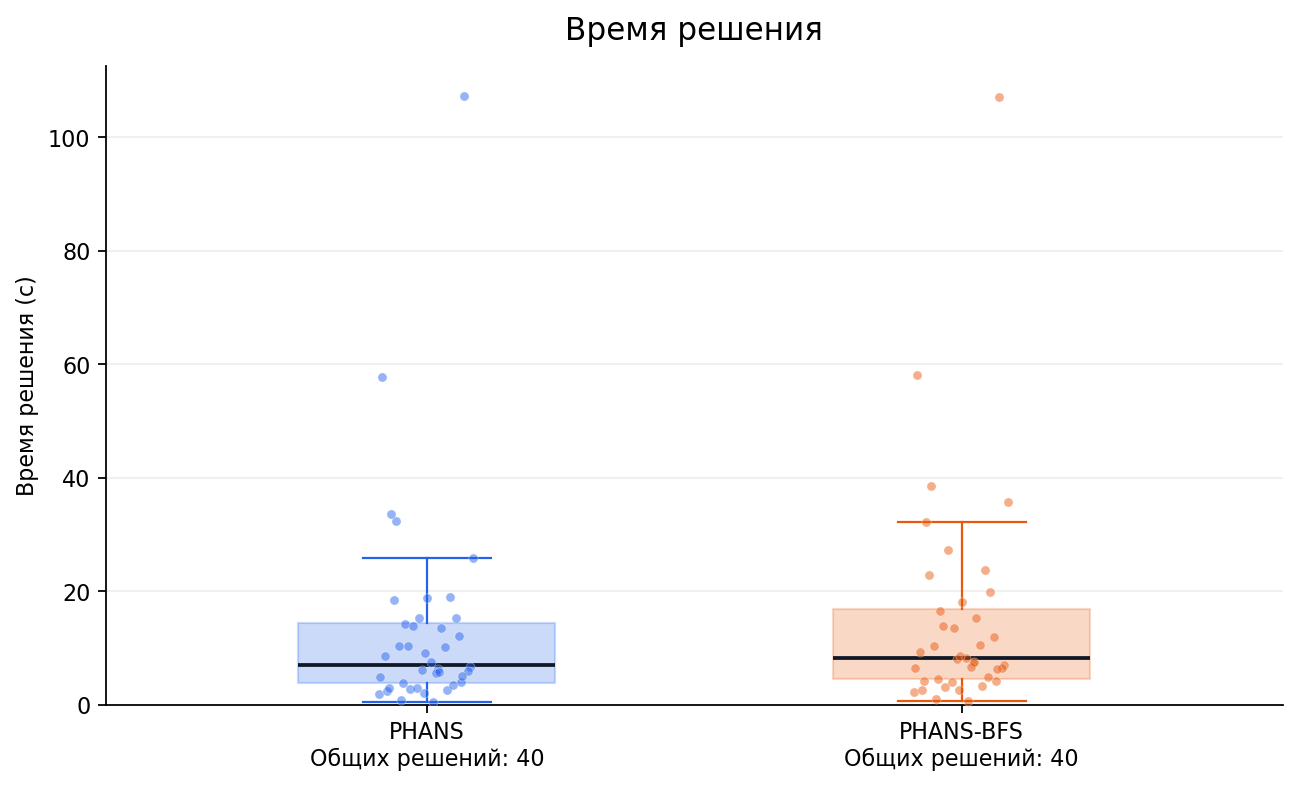 Время решения
Время решения (с)
100
80
60
40
20
0
PHANS
Общих решений: 40
PHANS-BFS
Общих решений: 40